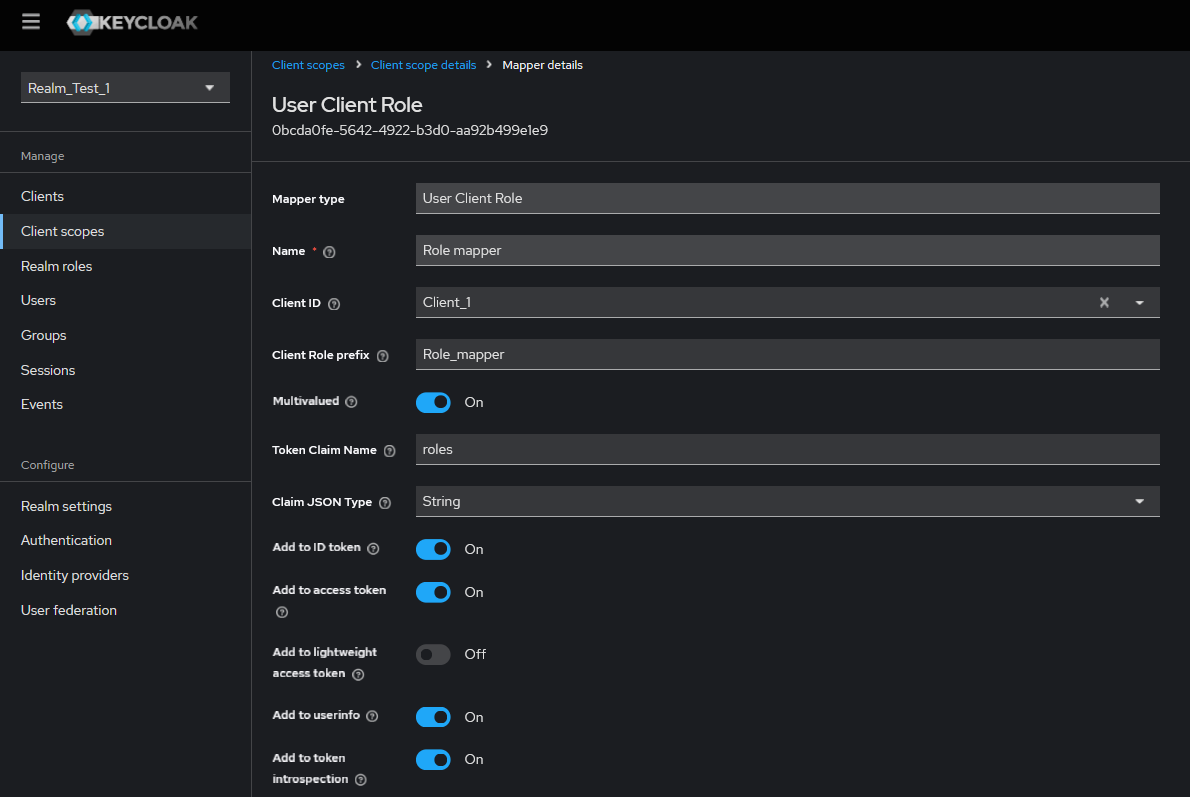 KEYCLOAK
Realm_Test_1
Manage
Clients
Client scopes
Realm roles
Users
Groups
Sessions
Events
Configure
Realm settings
Authentication
Identity providers
User federation
Client scopes > Client scope details > Mapper details
User Client Role
0bcda0fe-5642-4922-b3d0-aa92b499e1e9
Mapper type User Client Role
Name * Role mapper
Client ID Client_1
Client Role prefix Role_mapper
Multivalued On
Token Claim Name roles
Claim JSON Type String
Add to ID token On
Add to access token On
Add to lightweight
access token Off
Add to userinfo On
Add to token
introspection On